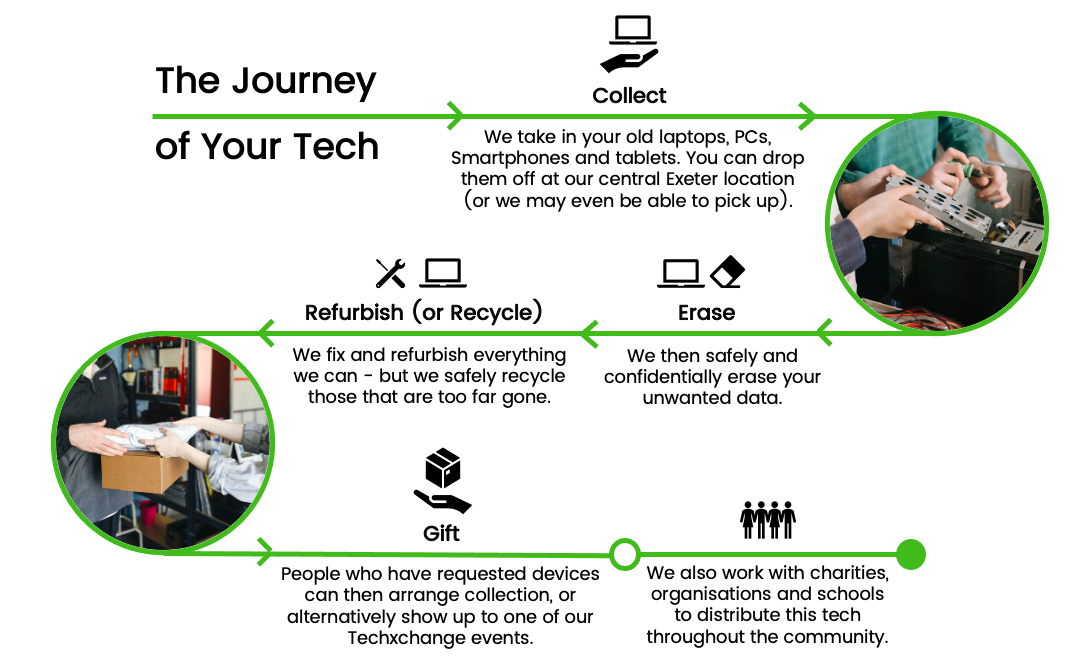 The Journey
of Your Tech
Collect
We take in your old laptops, PCs,
Smartphones and tablets. You can drop
them off at our central Exeter location
(or we may even be able to pick up).
Refurbish (or Recycle)
We fix and refurbish everything
we can - but we safely recycle
those that are too far gone.
Erase
We then safely and
confidentially erase your
unwanted data.
Gift
People who have requested devices
can then arrange collection, or
alternatively show up to one of our
Techxchange events.
We also work with charities,
organisations and schools
to distribute this tech
throughout the community.